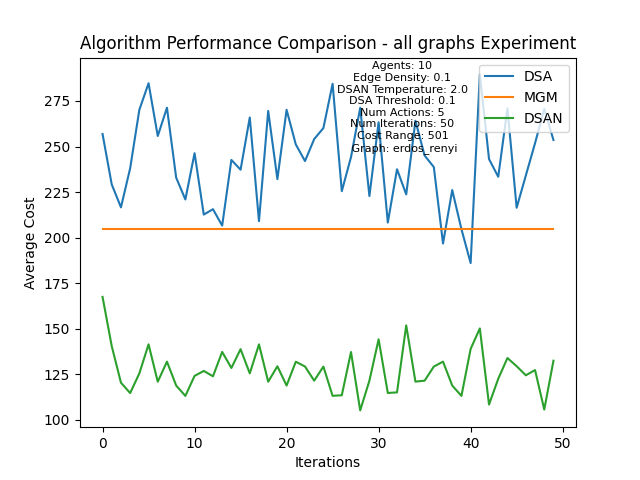 Algorithm Performance Comparison - all graphs Experiment
Agents: 10
Edge Density: 0.1
DSAN Temperature: 2.0
DSA Threshold: 0.1
Num Actions: 5
Num Iterations: 50
Cost Range: 501
Graph: erdos_renyi
DSA
MGM
DSAN
Average Cost
275
250
225
200
175
150
125
100
0
10
20
30
40
50
Iterations